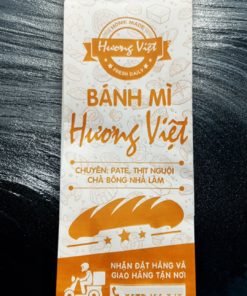 HOME MADE
Hương Việt
FRESH DAILY
BÁNH MÌ
Hương Việt
CHUYÊN: PATE, THỊT NGUỘI
CHẢ BÔNG NHÀ LÀM
NHẬN ĐẶT HÀNG VÀ
GIAO HÀNG TẬN NƠI